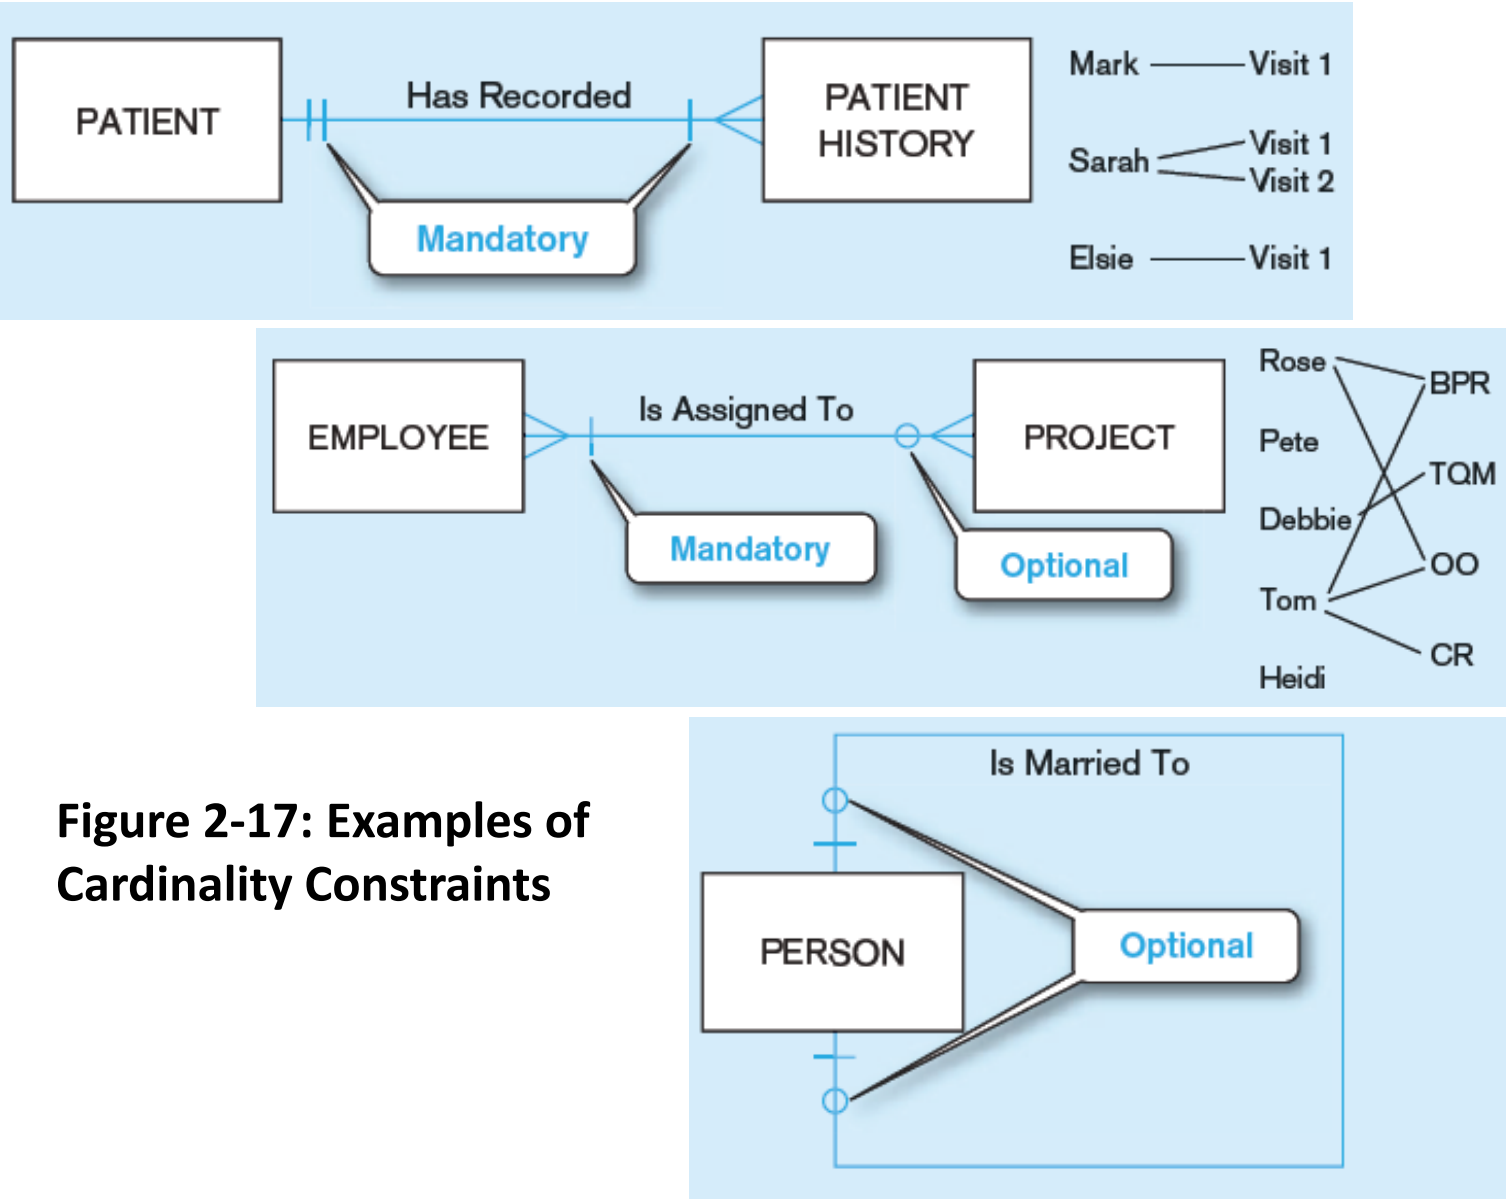 PATIENT
Has Recorded
PATIENT
HISTORY
Mandatory
Mark
Visit 1
Sarah
Visit 1
Visit 2
Elsie
Visit 1
EMPLOYEE
Is Assigned To
PROJECT
Mandatory
Optional
Rose
BPR
Pete
TQM
Debbie
OO
Tom
CR
Heidi
Is Married To
PERSON
Optional
Figure 2-17: Examples of
Cardinality Constraints